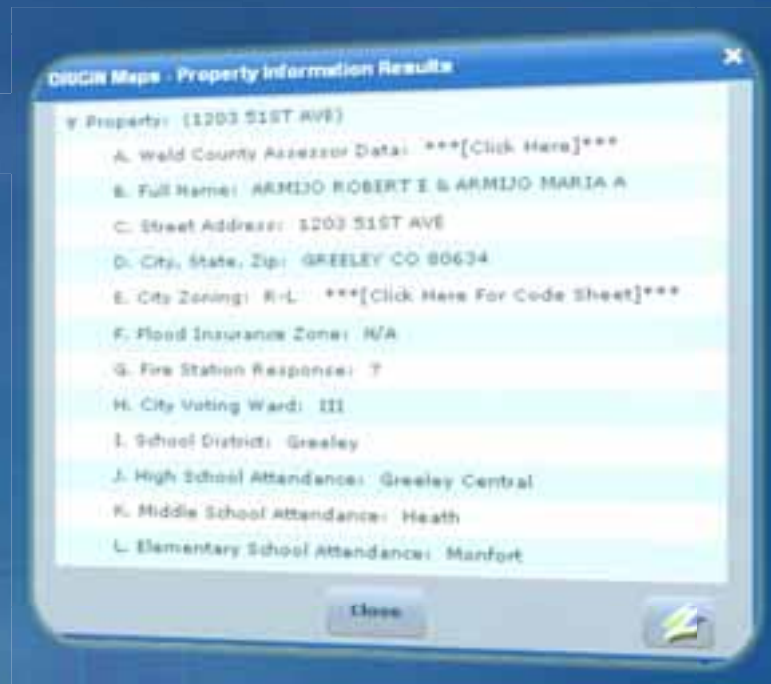 DIGGIN Maps - Property Information Results
Property: (1203 51ST AVE)
A. Weld County Assessor Data: ***[Click Here]***
B. Full Name: ARMIJO ROBERT E & ARMIJO MARIA A
C. Street Address: 1203 51ST AVE
D. City, State, Zip: GREELEY CO 80634
E. City Zoning: R-L ***[Click Here For Code Sheet]***
F. Flood Insurance Zone: N/A
G. Fire Station Response: 7
H. City Voting Ward: III
I. School District: Greeley
J. High School Attendance: Greeley Central
K. Middle School Attendance: Heath
L. Elementary School Attendance: Monfort
Close